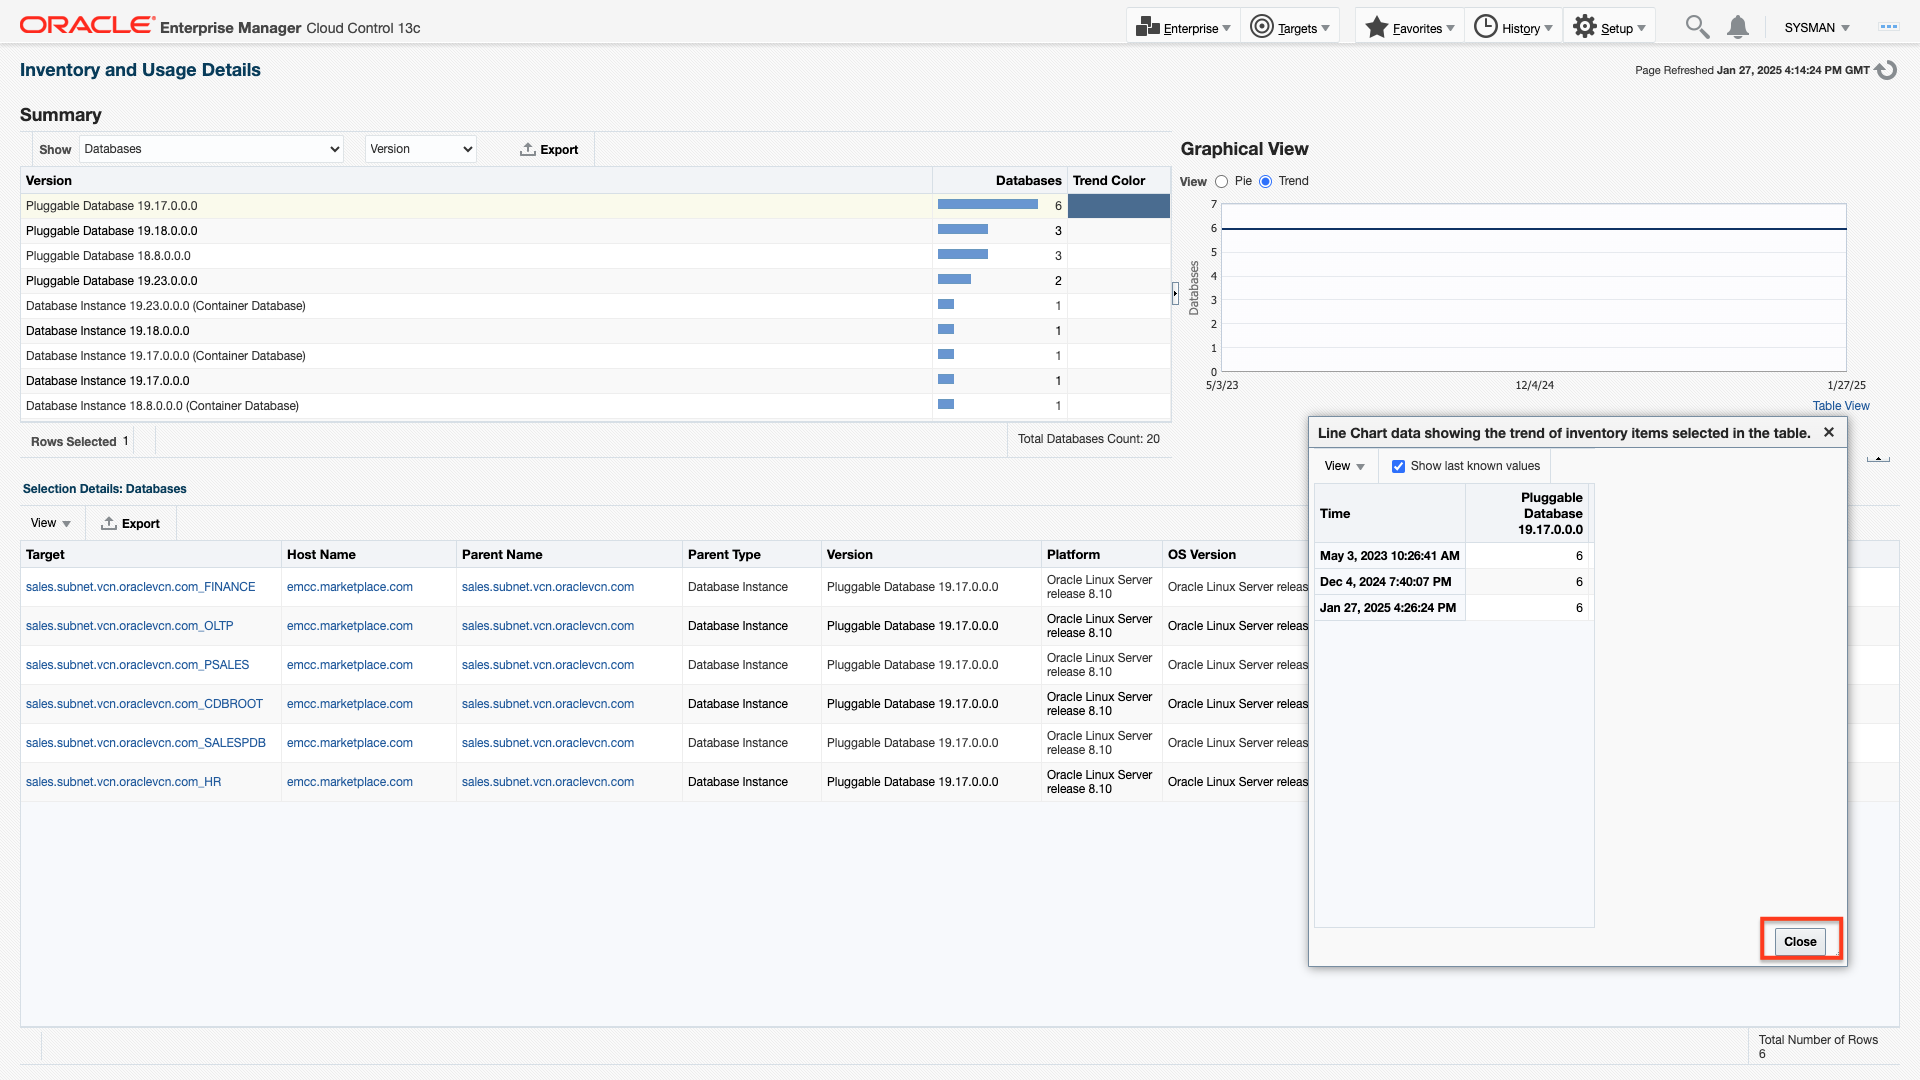 ORACLE Enterprise Manager Cloud Control 13c
Enterprise
Targets
Favorites
History
Setup
SYSMAN
Inventory and Usage Details
Page Refreshed Jan 27, 2025 4:14:24 PM GMT
Summary
Show Databases Version Export
Version Databases Trend Color
Pluggable Database 19.17.0.0.0 6
Pluggable Database 19.18.0.0.0 3
Pluggable Database 18.8.0.0.0 3
Pluggable Database 19.23.0.0.0 2
Database Instance 19.23.0.0.0 (Container Database) 1
Database Instance 19.18.0.0.0 1
Database Instance 19.17.0.0.0 (Container Database) 1
Database Instance 19.17.0.0.0 1
Database Instance 18.8.0.0.0 (Container Database) 1
Rows Selected 1
Total Databases Count: 20
Graphical View
View Pie Trend
Databases
7
6
5
4
3
2
1
0
5/3/23 12/4/24 1/27/25
Table View
Selection Details: Databases
View Export
Target Host Name Parent Name Parent Type Version Platform OS Version
sales.subnet.vcn.oraclevcn.com_FINANCE emcc.marketplace.com sales.subnet.vcn.oraclevcn.com Database Instance Pluggable Database 19.17.0.0.0 Oracle Linux Server release 8.10 Oracle Linux Server releas
sales.subnet.vcn.oraclevcn.com_OLTP emcc.marketplace.com sales.subnet.vcn.oraclevcn.com Database Instance Pluggable Database 19.17.0.0.0 Oracle Linux Server release 8.10 Oracle Linux Server releas
sales.subnet.vcn.oraclevcn.com_PSALES emcc.marketplace.com sales.subnet.vcn.oraclevcn.com Database Instance Pluggable Database 19.17.0.0.0 Oracle Linux Server release 8.10 Oracle Linux Server releas
sales.subnet.vcn.oraclevcn.com_CDBROOT emcc.marketplace.com sales.subnet.vcn.oraclevcn.com Database Instance Pluggable Database 19.17.0.0.0 Oracle Linux Server release 8.10 Oracle Linux Server releas
sales.subnet.vcn.oraclevcn.com_SALESPDB emcc.marketplace.com sales.subnet.vcn.oraclevcn.com Database Instance Pluggable Database 19.17.0.0.0 Oracle Linux Server release 8.10 Oracle Linux Server releas
sales.subnet.vcn.oraclevcn.com_HR emcc.marketplace.com sales.subnet.vcn.oraclevcn.com Database Instance Pluggable Database 19.17.0.0.0 Oracle Linux Server release 8.10 Oracle Linux Server releas
Line Chart data showing the trend of inventory items selected in the table.
View Show last known values
Time Pluggable Database 19.17.0.0.0
May 3, 2023 10:26:41 AM 6
Dec 4, 2024 7:40:07 PM 6
Jan 27, 2025 4:26:24 PM 6
Close
Total Number of Rows
6